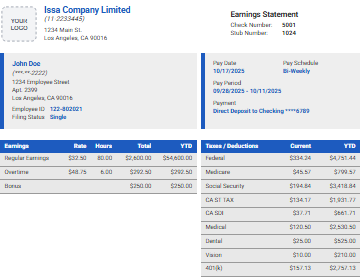 YOUR
LOGO
Issa Company Limited
(11-2233445)
1234 Main St.
Los Angeles, CA 90016
Earnings Statement
Check Number: 5001
Stub Number: 1024
John Doe
(***-**-2222)
1234 Employee Street
Apt. 2399
Los Angeles, CA 90016
Employee ID 122-802021
Filing Status Single
Pay Date Pay Schedule
10/17/2025 Bi-Weekly
Pay Period
09/28/2025 - 10/11/2025
Payment
Direct Deposit to Checking ****6789
Earnings Rate Hours Total YTD
Regular Earnings $32.50 80.00 $2,600.00 $54,600.00
Overtime $48.75 6.00 $292.50 $292.50
Bonus $250.00 $250.00
Taxes / Deductions Current YTD
Federal $334.24 $4,751.44
Medicare $45.57 $799.57
Social Security $194.84 $3,418.84
CA ST TAX $134.17 $1,931.77
CA SDI $37.71 $661.71
Medical $120.50 $2,530.50
Dental $25.00 $525.00
Vision $10.00 $210.00
401(k) $157.13 $2,757.13